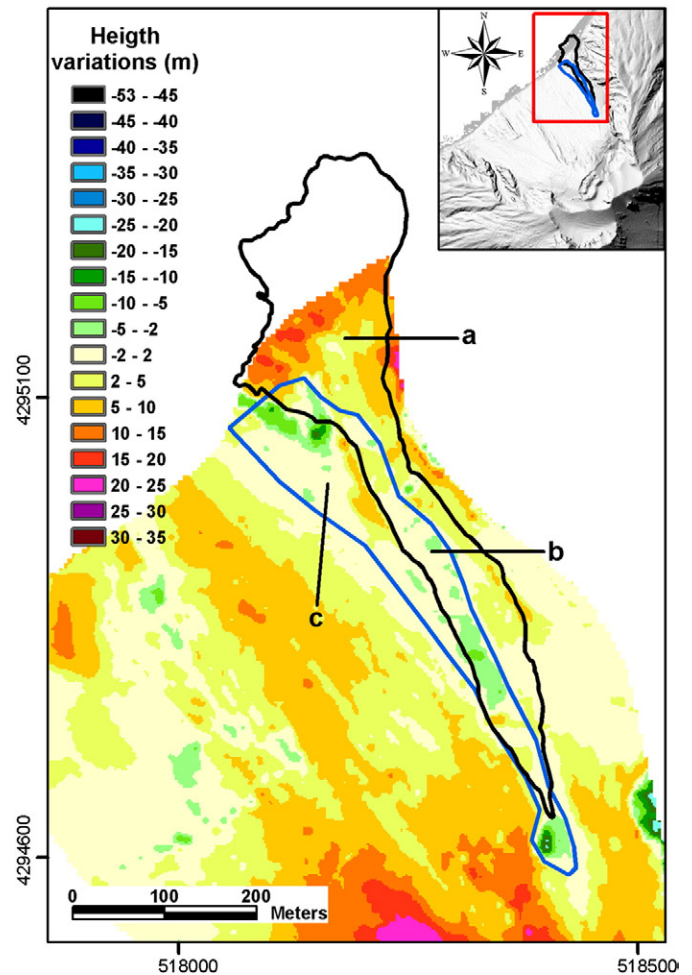 Heigth
variations (m)
-53 - -45
-45 - -40
-40 - -35
-35 - -30
-30 - -25
-25 - -20
-20 - -15
-15 - -10
-10 - -5
-5 - -2
-2 - 2
2 - 5
5 - 10
10 - 15
15 - 20
20 - 25
25 - 30
30 - 35
N
W
E
S
a
b
c
d
4295100
4294600
0 50 100 200
Meters
518000
518500